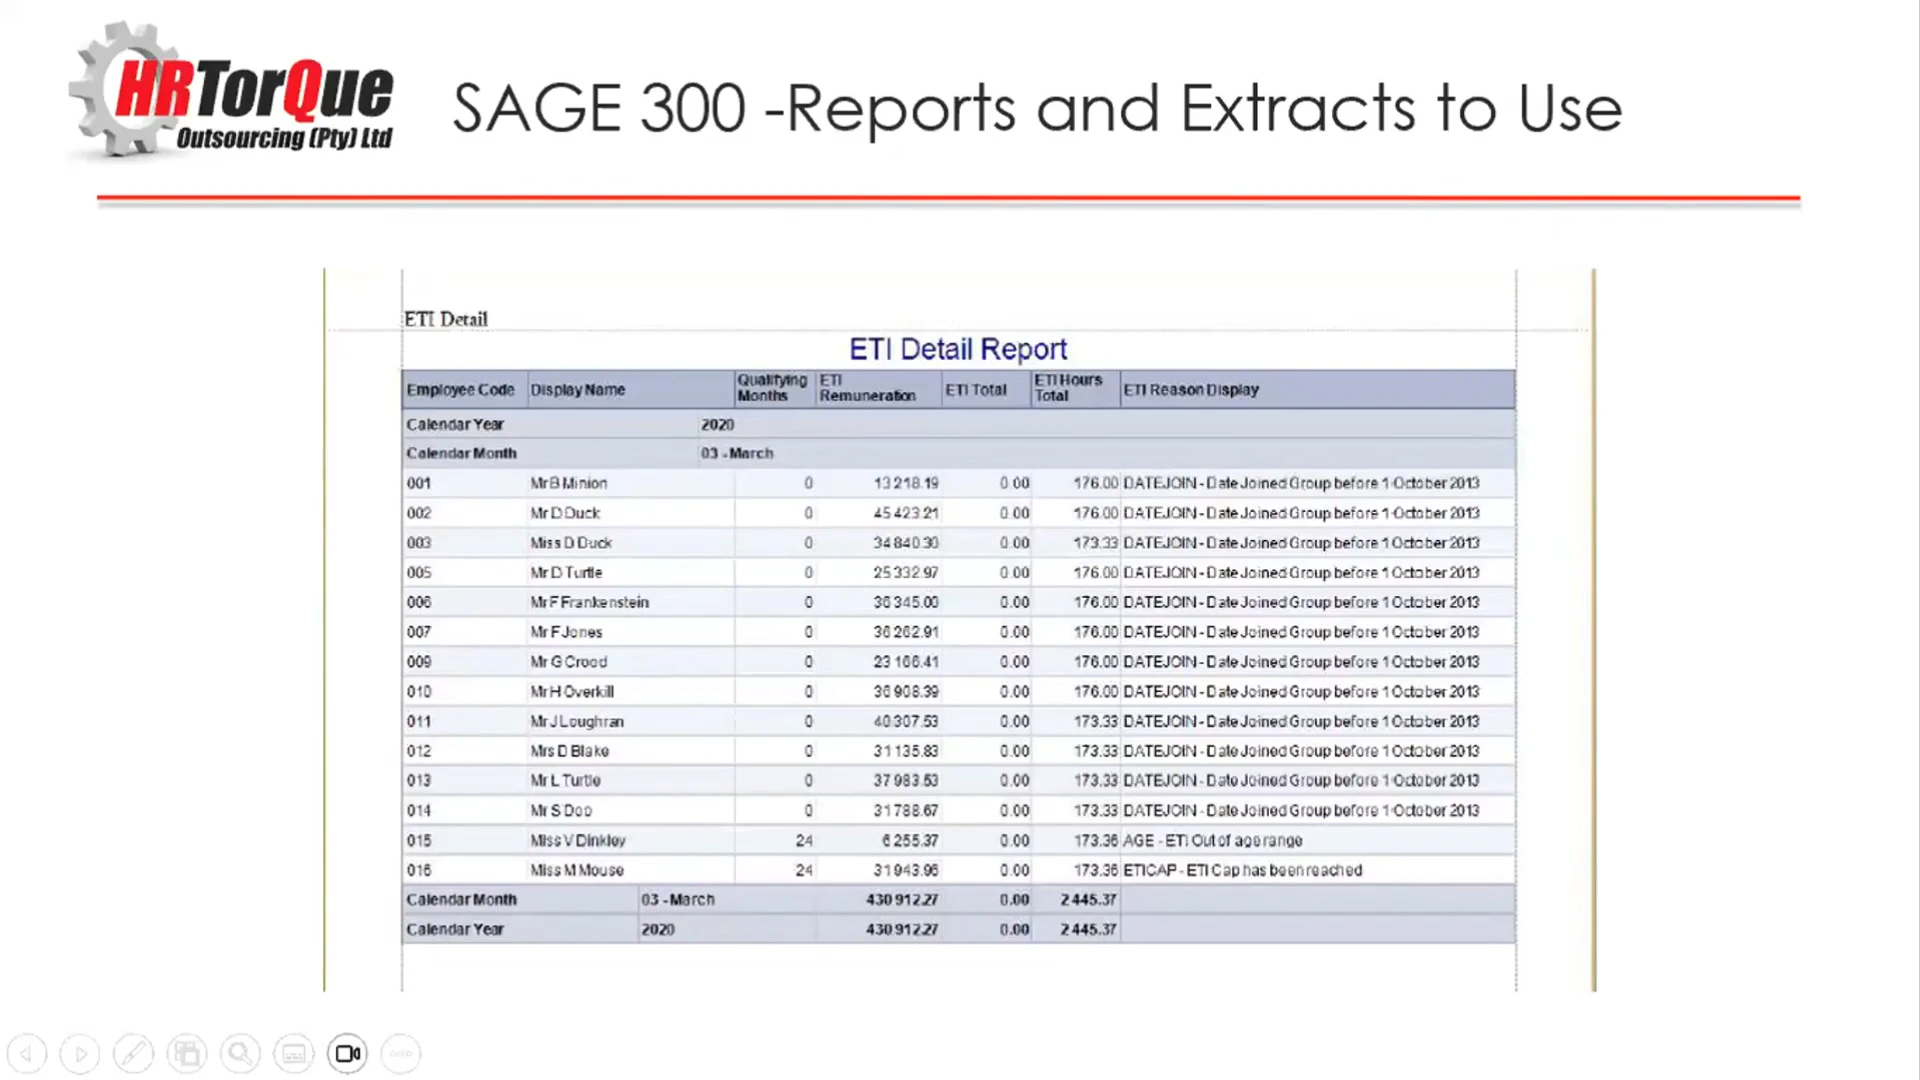 HRTorQue
Outsourcing (Pty) Ltd
SAGE 300 -Reports and Extracts to Use
ETI Detail
ETI Detail Report
Employee Code Display Name Qualifying Months ETI Remuneration ETI Total ETI Hours Total ETI Reason Display
Calendar Year 2020
Calendar Month 03 - March
001 Mr B Minion 0 13 218.19 0.00 176.00 DATEJOIN - Date Joined Group before 1 October 2013
002 Mr D Duck 0 45 423.21 0.00 176.00 DATEJOIN - Date Joined Group before 1 October 2013
003 Miss D Duck 0 34 840.30 0.00 173.33 DATEJOIN - Date Joined Group before 1 October 2013
005 Mr D Turtle 0 25 332.97 0.00 176.00 DATEJOIN - Date Joined Group before 1 October 2013
006 Mr F Frankenstein 0 36 345.00 0.00 176.00 DATEJOIN - Date Joined Group before 1 October 2013
007 Mr F Jones 0 36 262.91 0.00 176.00 DATEJOIN - Date Joined Group before 1 October 2013
009 Mr G Crood 0 23 166.41 0.00 176.00 DATEJOIN - Date Joined Group before 1 October 2013
010 Mr H Overkill 0 36 908.39 0.00 176.00 DATEJOIN - Date Joined Group before 1 October 2013
011 Mr J Loughran 0 40 307.53 0.00 173.33 DATEJOIN - Date Joined Group before 1 October 2013
012 Mrs D Blake 0 31 135.83 0.00 173.33 DATEJOIN - Date Joined Group before 1 October 2013
013 Mr L Turtle 0 37 983.53 0.00 173.33 DATEJOIN - Date Joined Group before 1 October 2013
014 Mr S Doo 0 31 788.67 0.00 173.33 DATEJOIN - Date Joined Group before 1 October 2013
015 Miss V Dinkley 24 6 255.37 0.00 173.36 AGE - ETI Out of age range
016 Miss M Mouse 24 31 943.96 0.00 173.36 ETICAP - ETI Cap has been reached
Calendar Month 03 - March 430 912.27 0.00 2 445.37
Calendar Year 2020 430 912.27 0.00 2 445.37